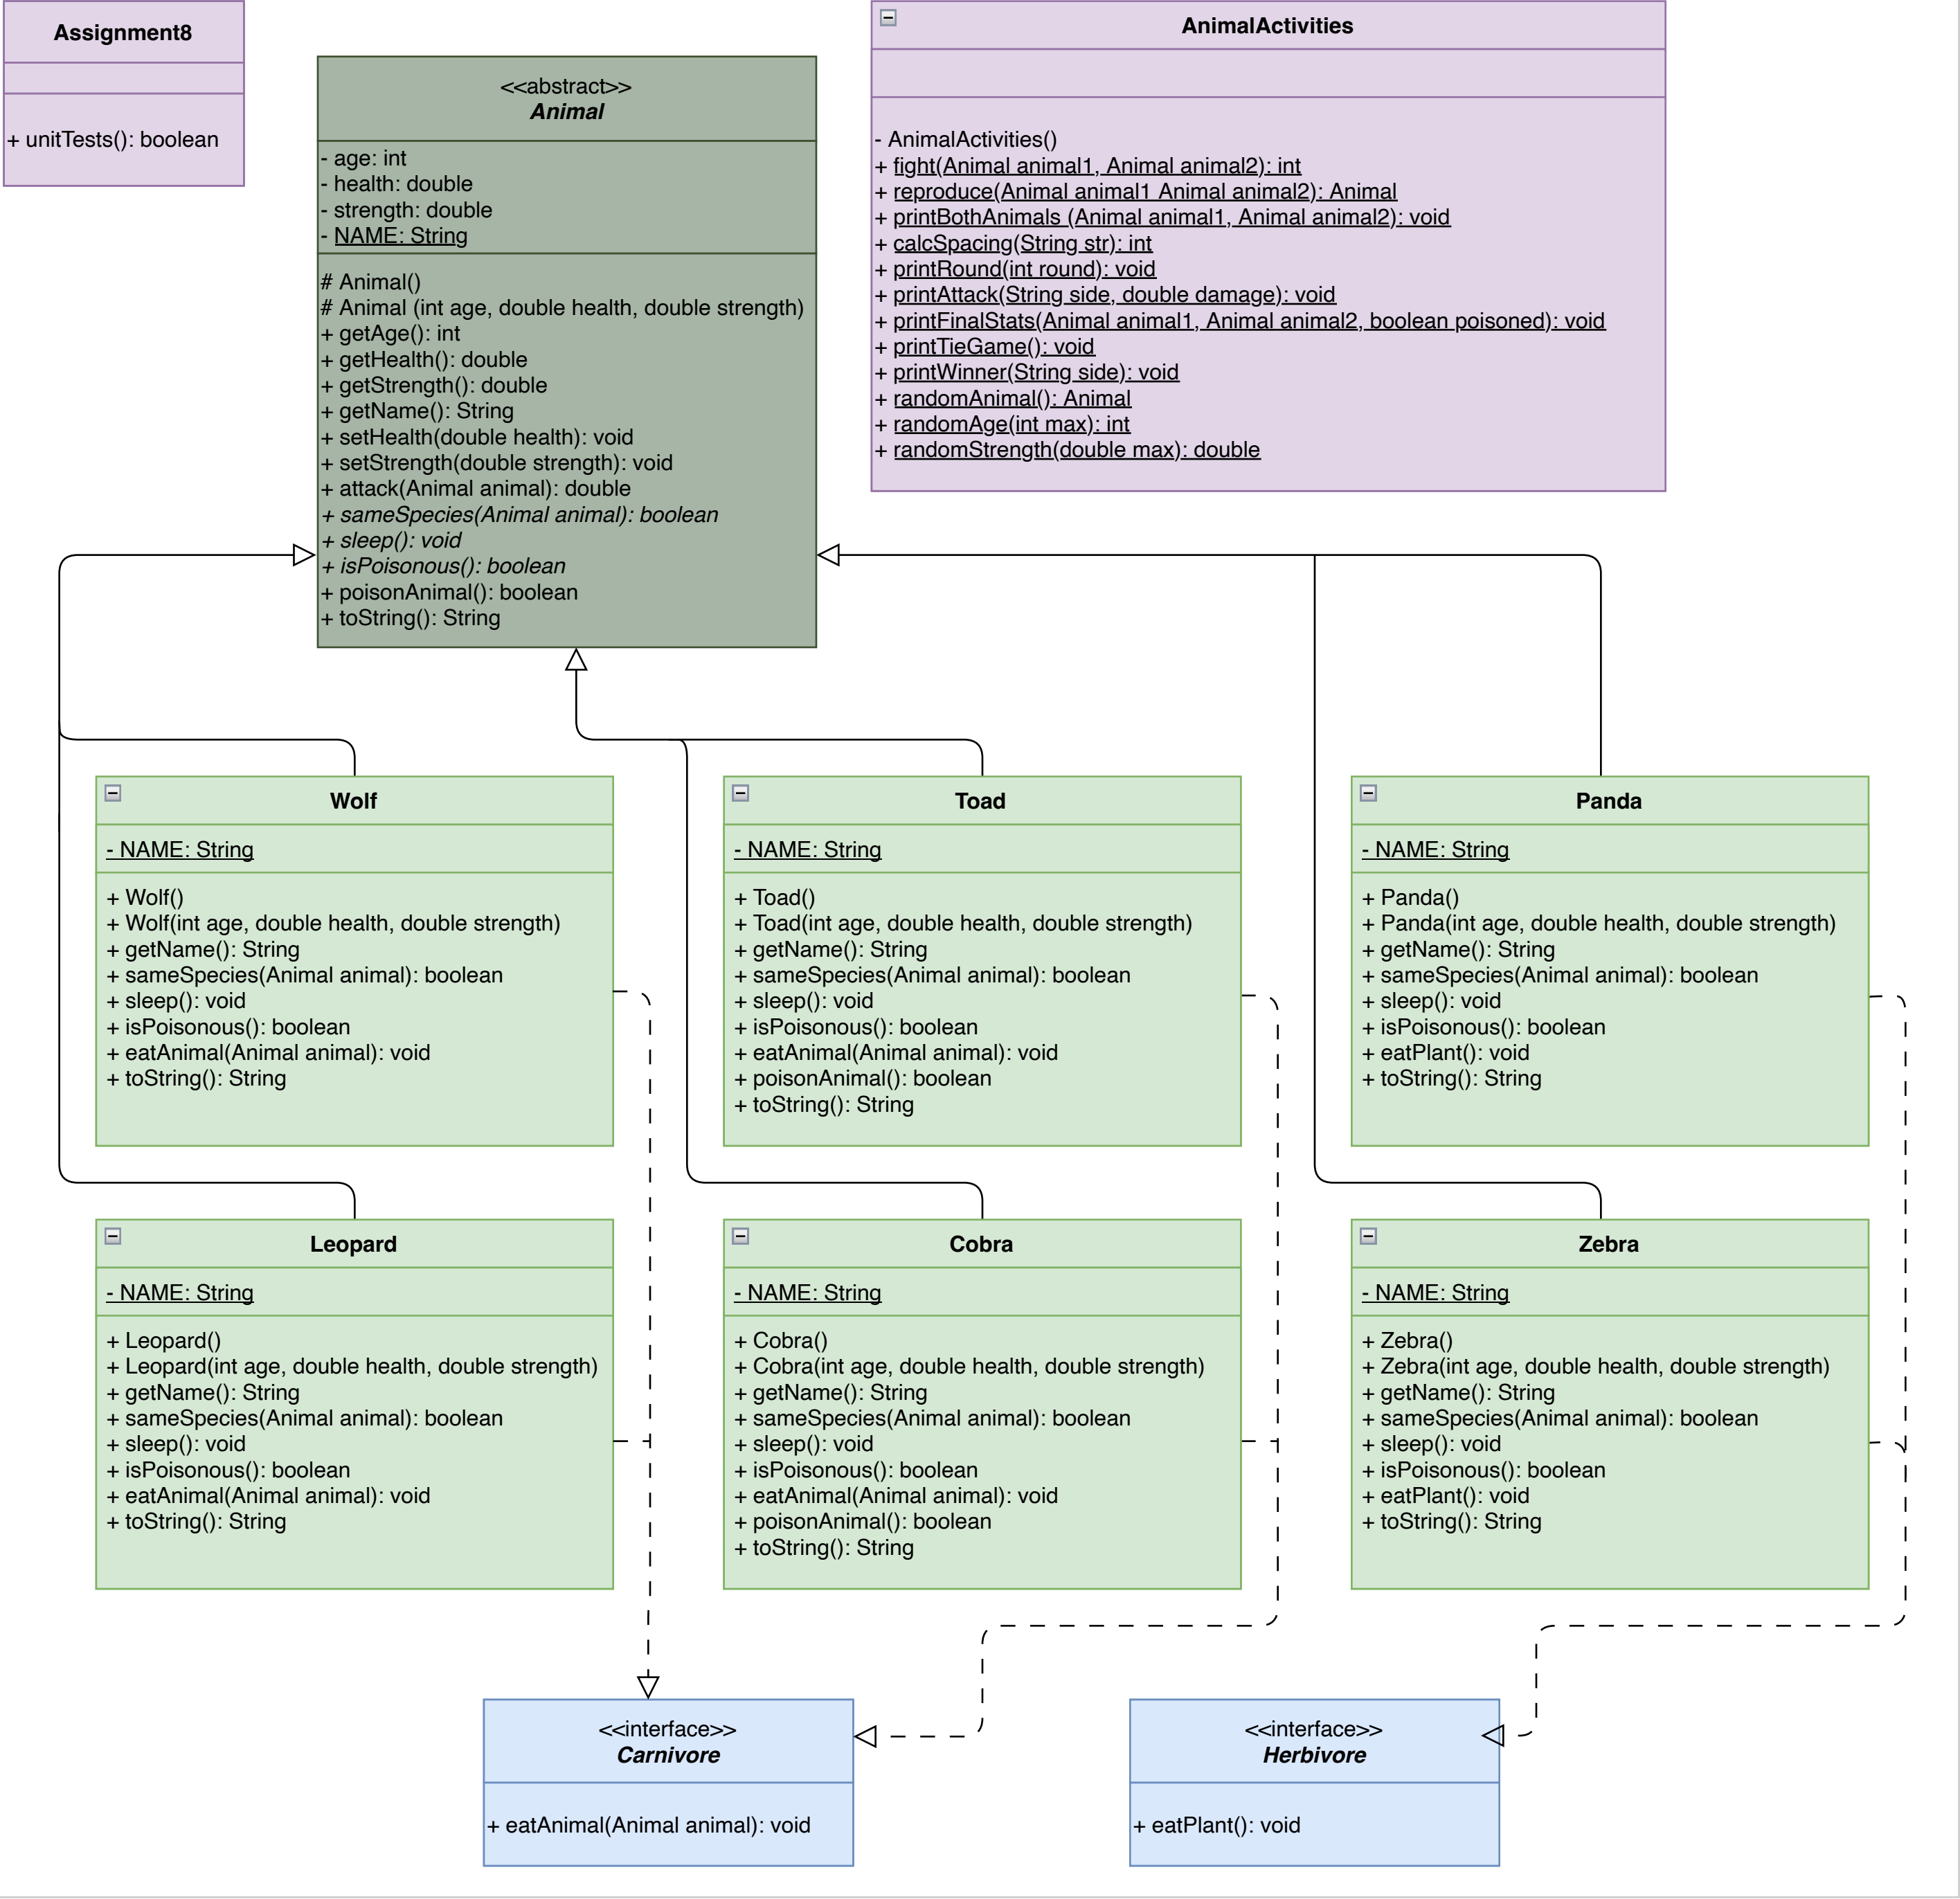 Assignment8
+ unitTests(): boolean
<<abstract>>
Animal
- age: int
- health: double
- strength: double
- NAME: String
# Animal()
# Animal (int age, double health, double strength)
+ getAge(): int
+ getHealth(): double
+ getStrength(): double
+ getName(): String
+ setHealth(double health): void
+ setStrength(double strength): void
+ attack(Animal animal): double
+ sameSpecies(Animal animal): boolean
+ sleep(): void
+ isPoisonous(): boolean
+ poisonAnimal(): boolean
+ toString(): String
AnimalActivities
- AnimalActivities()
+ fight(Animal animal1, Animal animal2): int
+ reproduce(Animal animal1 Animal animal2): Animal
+ printBothAnimals (Animal animal1, Animal animal2): void
+ calcSpacing(String str): int
+ printRound(int round): void
+ printAttack(String side, double damage): void
+ printFinalStats(Animal animal1, Animal animal2, boolean poisoned): void
+ printTieGame(): void
+ printWinner(String side): void
+ randomAnimal(): Animal
+ randomAge(int max): int
+ randomStrength(double max): double
Wolf
- NAME: String
+ Wolf()
+ Wolf(int age, double health, double strength)
+ getName(): String
+ sameSpecies(Animal animal): boolean
+ sleep(): void
+ isPoisonous(): boolean
+ eatAnimal(Animal animal): void
+ toString(): String
Toad
- NAME: String
+ Toad()
+ Toad(int age, double health, double strength)
+ getName(): String
+ sameSpecies(Animal animal): boolean
+ sleep(): void
+ isPoisonous(): boolean
+ eatAnimal(Animal animal): void
+ poisonAnimal(): boolean
+ toString(): String
Panda
- NAME: String
+ Panda()
+ Panda(int age, double health, double strength)
+ getName(): String
+ sameSpecies(Animal animal): boolean
+ sleep(): void
+ isPoisonous(): boolean
+ eatPlant(): void
+ toString(): String
Leopard
- NAME: String
+ Leopard()
+ Leopard(int age, double health, double strength)
+ getName(): String
+ sameSpecies(Animal animal): boolean
+ sleep(): void
+ isPoisonous(): boolean
+ eatAnimal(Animal animal): void
+ toString(): String
Cobra
- NAME: String
+ Cobra()
+ Cobra(int age, double health, double strength)
+ getName(): String
+ sameSpecies(Animal animal): boolean
+ sleep(): void
+ isPoisonous(): boolean
+ eatAnimal(Animal animal): void
+ poisonAnimal(): boolean
+ toString(): String
Zebra
- NAME: String
+ Zebra()
+ Zebra(int age, double health, double strength)
+ getName(): String
+ sameSpecies(Animal animal): boolean
+ sleep(): void
+ isPoisonous(): boolean
+ eatPlant(): void
+ toString(): String
<<interface>>
Carnivore
+ eatAnimal(Animal animal): void
<<interface>>
Herbivore
+ eatPlant(): void